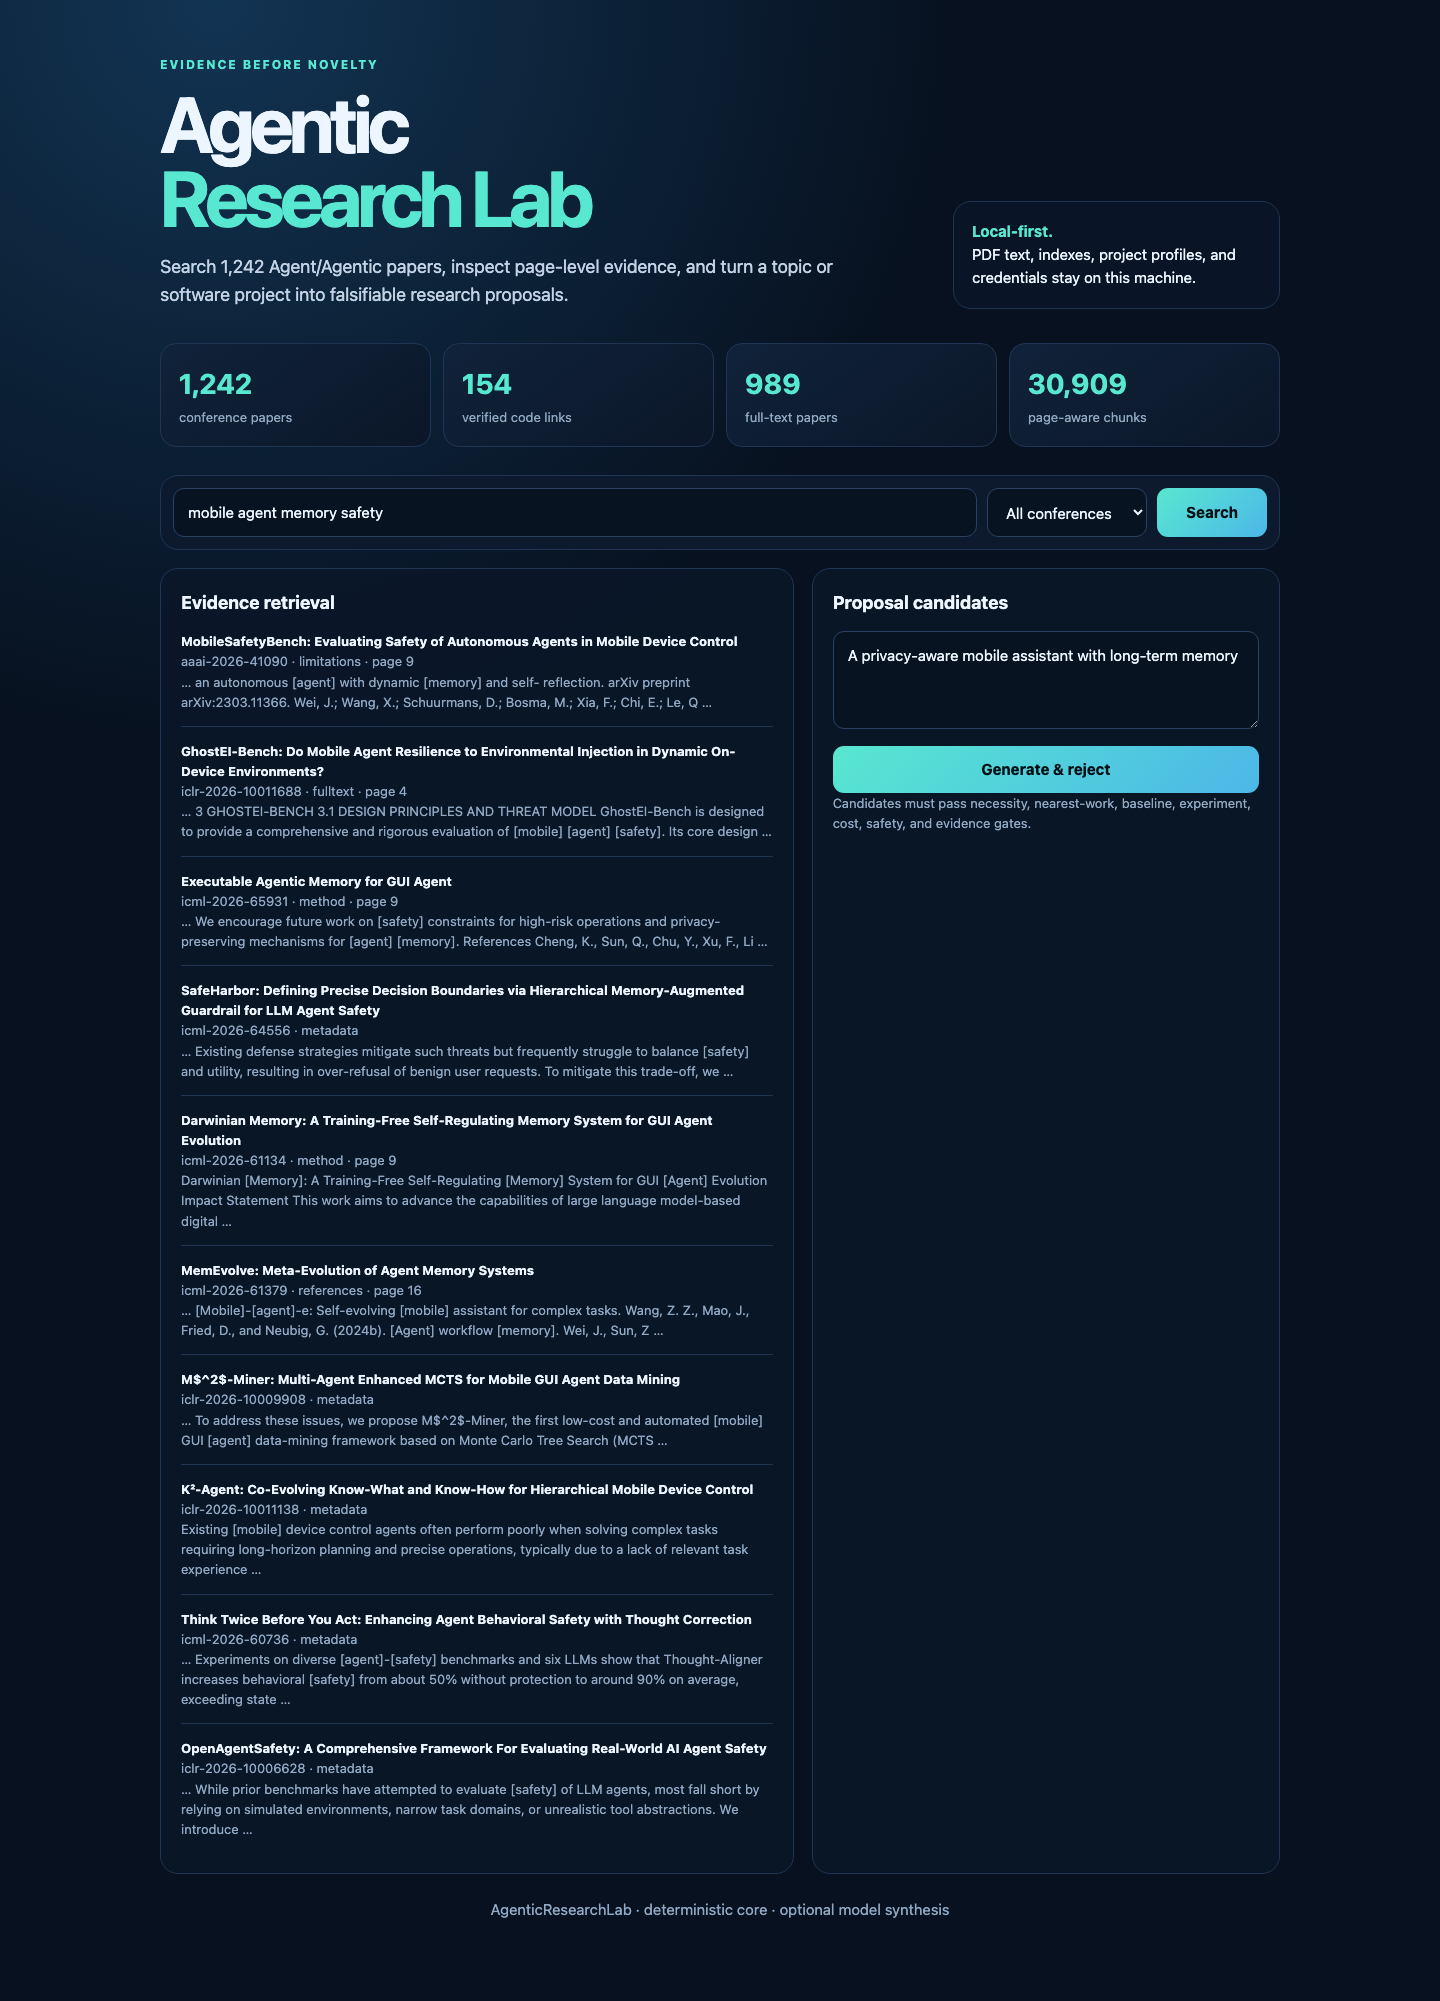 EVIDENCE BEFORE NOVELTY
Agentic
Research Lab
Search 1,242 Agent/Agentic papers, inspect page-level evidence, and turn a topic or
software project into falsifiable research proposals.
Local-first.
PDF text, indexes, project profiles, and
credentials stay on this machine.
1,242
conference papers
154
verified code links
989
full-text papers
30,909
page-aware chunks
mobile agent memory safety
All conferences
Search
Evidence retrieval
MobileSafetyBench: Evaluating Safety of Autonomous Agents in Mobile Device Control
aaai-2026-41090 · limitations · page 9
… an autonomous [agent] with dynamic [memory] and self- reflection. arXiv preprint
arXiv:2303.11366. Wei, J.; Wang, X.; Schuurmans, D.; Bosma, M.; Xia, F.; Chi, E.; Le, Q …
GhostEI-Bench: Do Mobile Agent Resilience to Environmental Injection in Dynamic On-
Device Environments?
iclr-2026-10011688 · fulltext · page 4
… 3 GHOSTEI-BENCH 3.1 DESIGN PRINCIPLES AND THREAT MODEL GhostEI-Bench is designed
to provide a comprehensive and rigorous evaluation of [mobile] [agent] [safety]. Its core design …
Executable Agentic Memory for GUI Agent
icml-2026-65931 · method · page 9
… We encourage future work on [safety] constraints for high-risk operations and privacy-
preserving mechanisms for [agent] [memory]. References Cheng, K., Sun, Q., Chu, Y., Xu, F., Li …
SafeHarbor: Defining Precise Decision Boundaries via Hierarchical Memory-Augmented
Guardrail for LLM Agent Safety
icml-2026-64556 · metadata
… Existing defense strategies mitigate such threats but frequently struggle to balance [safety]
and utility, resulting in over-refusal of benign user requests. To mitigate this trade-off, we …
Darwinian Memory: A Training-Free Self-Regulating Memory System for GUI Agent
Evolution
icml-2026-61134 · method · page 9
Darwinian [Memory]: A Training-Free Self-Regulating [Memory] System for GUI [Agent] Evolution
Impact Statement This work aims to advance the capabilities of large language model-based
digital …
MemEvolve: Meta-Evolution of Agent Memory Systems
icml-2026-61379 · references · page 16
… [Mobile]-[agent]-e: Self-evolving [mobile] assistant for complex tasks. Wang, Z. Z., Mao, J.,
Fried, D., and Neubig, G. (2024b). [Agent] workflow [memory]. Wei, J., Sun, Z …
M$^2$-Miner: Multi-Agent Enhanced MCTS for Mobile GUI Agent Data Mining
iclr-2026-10009908 · metadata
… To address these issues, we propose M$^2$-Miner, the first low-cost and automated [mobile]
GUI [agent] data-mining framework based on Monte Carlo Tree Search (MCTS …
K²-Agent: Co-Evolving Know-What and Know-How for Hierarchical Mobile Device Control
iclr-2026-10011138 · metadata
Existing [mobile] device control agents often perform poorly when solving complex tasks
requiring long-horizon planning and precise operations, typically due to a lack of relevant task
experience …
Think Twice Before You Act: Enhancing Agent Behavioral Safety with Thought Correction
icml-2026-60736 · metadata
… Experiments on diverse [agent]-[safety] benchmarks and six LLMs show that Thought-Aligner
increases behavioral [safety] from about 50% without protection to around 90% on average,
exceeding state …
OpenAgentSafety: A Comprehensive Framework For Evaluating Real-World AI Agent Safety
iclr-2026-10006628 · metadata
… While prior benchmarks have attempted to evaluate [safety] of LLM agents, most fall short by
relying on simulated environments, narrow task domains, or unrealistic tool abstractions. We
introduce …
Proposal candidates
A privacy-aware mobile assistant with long-term memory
Generate & reject
Candidates must pass necessity, nearest-work, baseline, experiment,
cost, safety, and evidence gates.
AgenticResearchLab · deterministic core · optional model synthesis